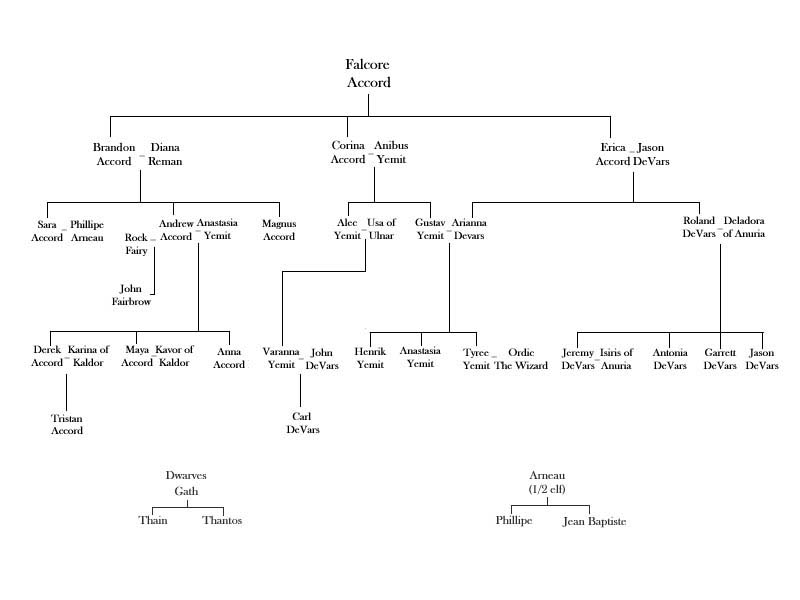 Falcore
Accord
Brandon _ Diana
Accord Reman
Corina _ Anibus
Accord Yemit
Erica _ Jason
Accord DeVars
Sara _ Phillipe
Accord Arneau
Rock _
Fairy
Andrew _ Anastasia
Accord Yemit
Magnus
Accord
Alec _ Usa of
Yemit Ulnar
Gustav _ Arianna
Yemit Devars
Roland _ Deladora
DeVars of Anuria
John
Fairbrow
Derek _ Karina of
Accord Kaldor
Maya _ Kavor of
Accord Kaldor
Anna
Accord
Varanna _ John
Yemit DeVars
Henrik
Yemit
Anastasia
Yemit
Tyree _ Ordic
Yemit The Wizard
Jeremy _ Isiris of
DeVars Anuria
Antonia
DeVars
Garrett
DeVars
Jason
DeVars
Tristan
Accord
Carl
DeVars
Dwarves
Gath
Thain Thantos
Arneau
(1/2 elf)
Phillipe Jean Baptiste